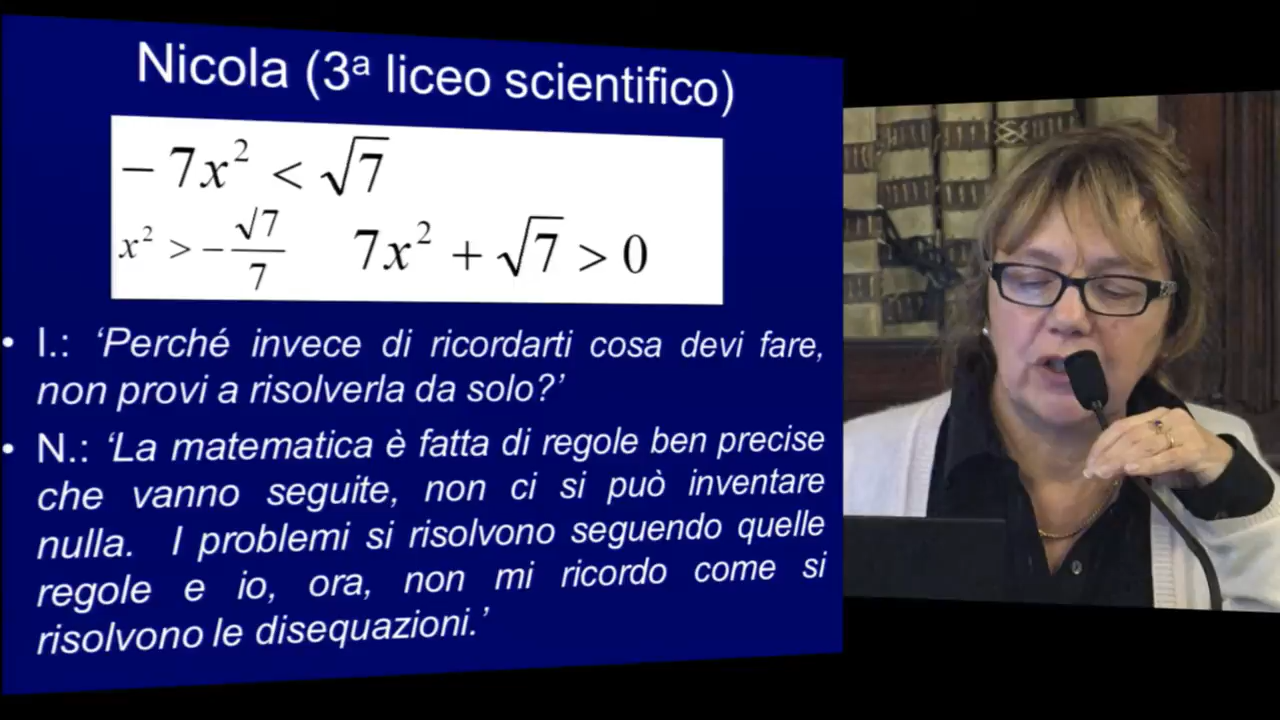 Nicola (3ª liceo scientifico)
− 7x² < √7
x² > − √7/7    7x² + √7 > 0
• I.: ‘Perché invece di ricordarti cosa devi fare,
non provi a risolverla da solo?’
• N.: ‘La matematica è fatta di regole ben precise
che vanno seguite, non ci si può inventare
nulla. I problemi si risolvono seguendo quelle
regole e io, ora, non mi ricordo come si
risolvono le disequazioni.’